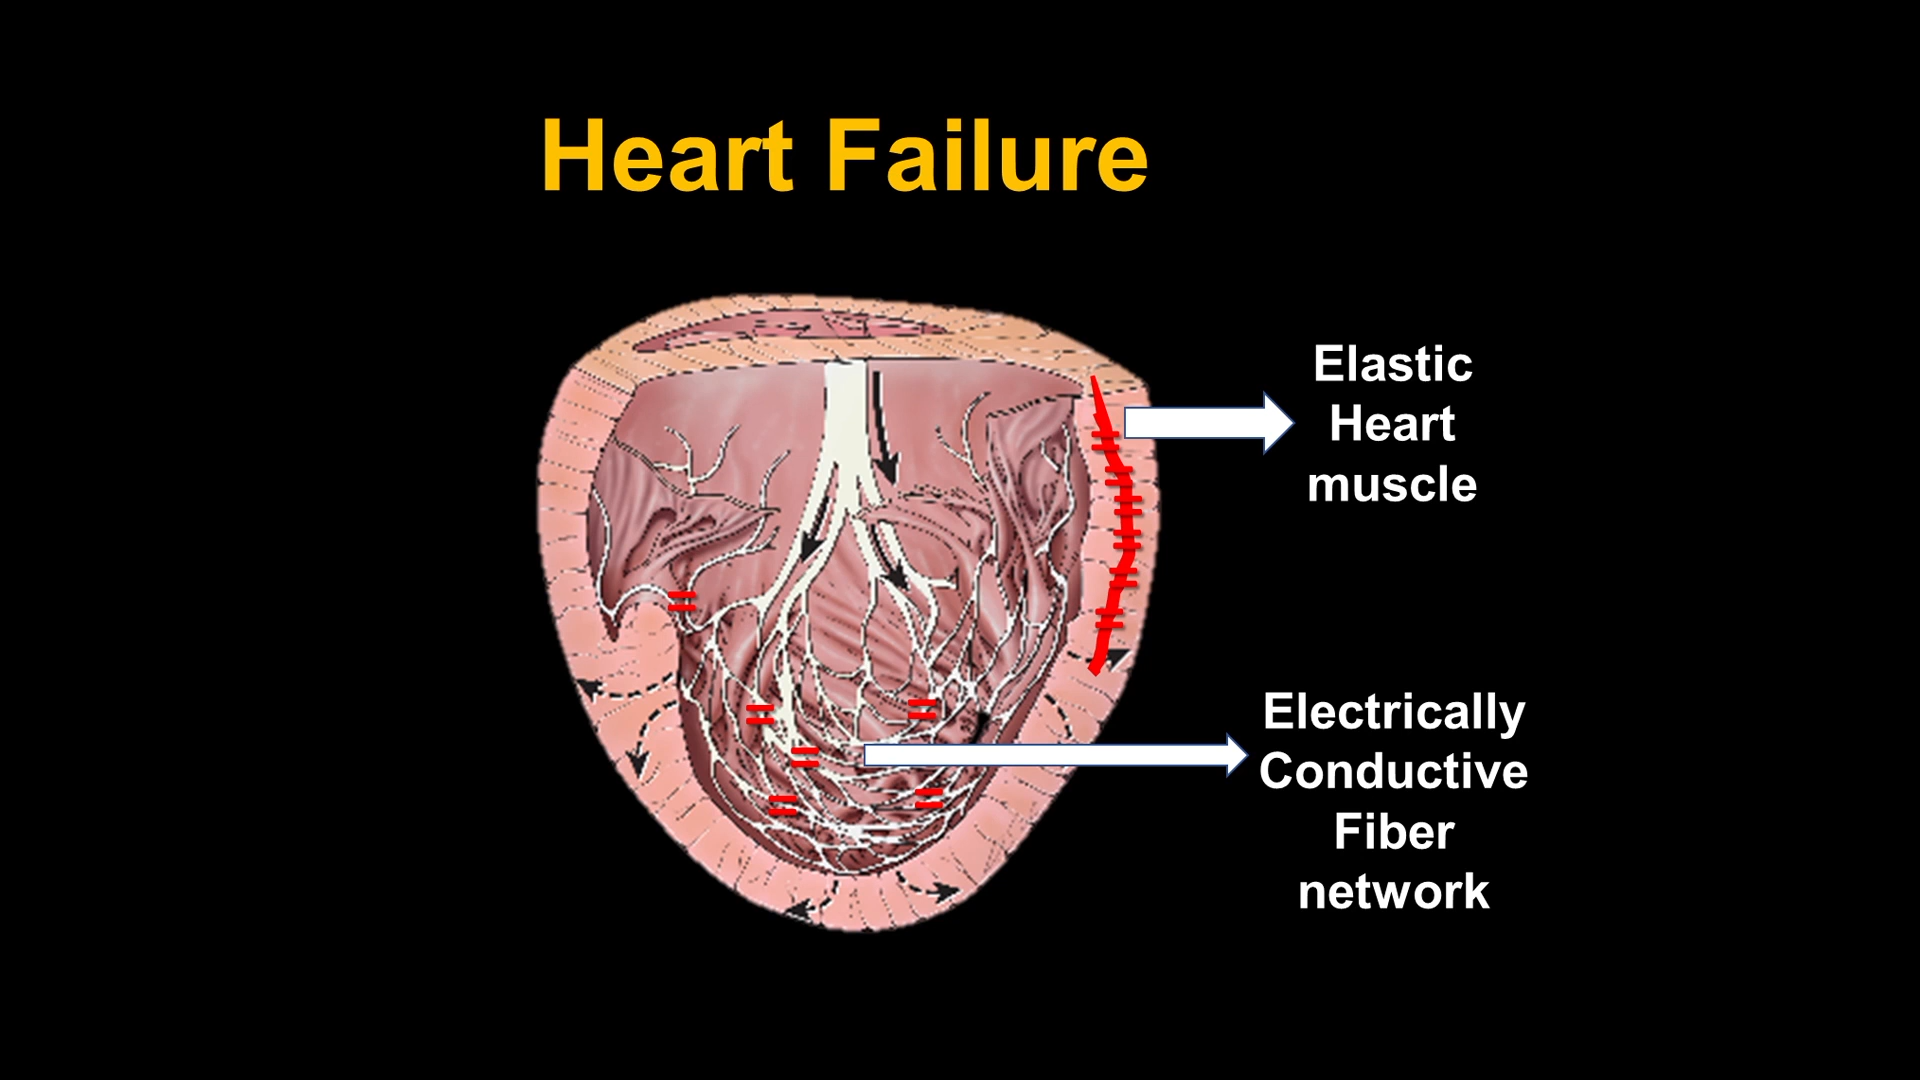 Heart Failure
Elastic
Heart
muscle
Electrically
Conductive
Fiber
network